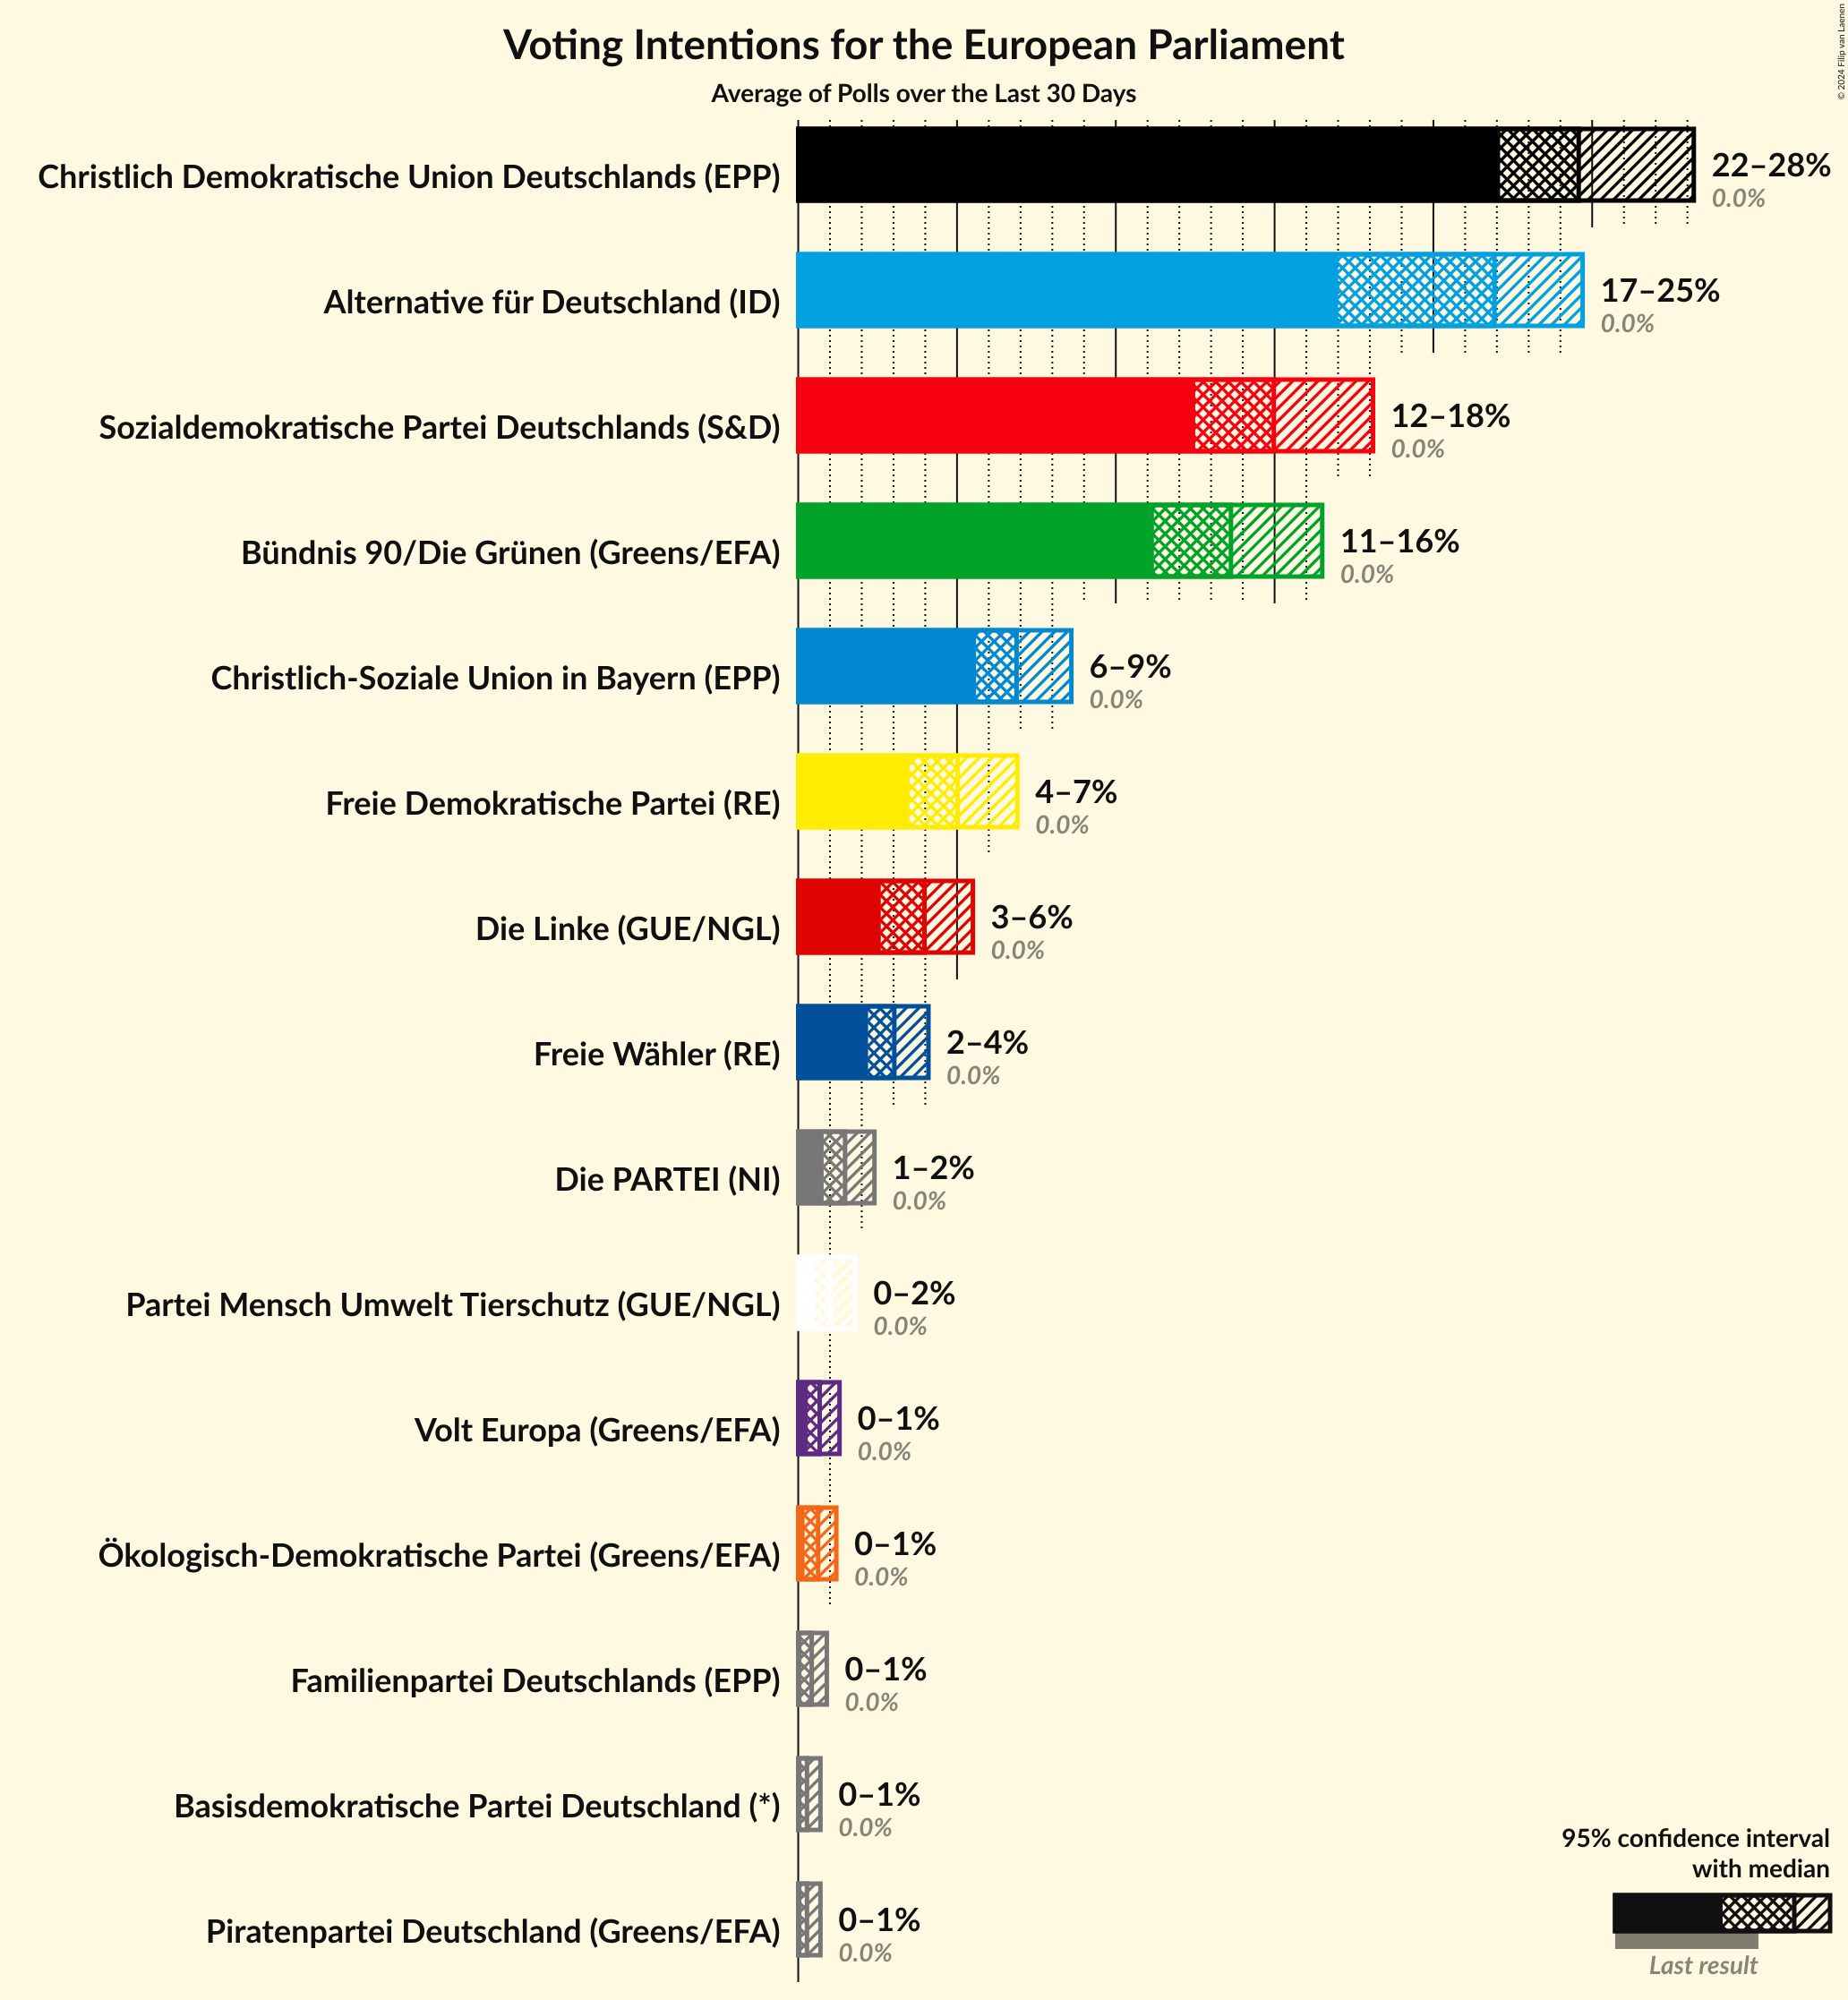 Voting Intentions for the European Parliament
Average of Polls over the Last 30 Days
© 2024 Filip van Laenen
Christlich Demokratische Union Deutschlands (EPP)
22–28%
0.0%
Alternative für Deutschland (ID)
17–25%
0.0%
Sozialdemokratische Partei Deutschlands (S&D)
12–18%
0.0%
Bündnis 90/Die Grünen (Greens/EFA)
11–16%
0.0%
Christlich-Soziale Union in Bayern (EPP)
6–9%
0.0%
Freie Demokratische Partei (RE)
4–7%
0.0%
Die Linke (GUE/NGL)
3–6%
0.0%
Freie Wähler (RE)
2–4%
0.0%
Die PARTEI (NI)
1–2%
0.0%
Partei Mensch Umwelt Tierschutz (GUE/NGL)
0–2%
0.0%
Volt Europa (Greens/EFA)
0–1%
0.0%
Ökologisch-Demokratische Partei (Greens/EFA)
0–1%
0.0%
Familienpartei Deutschlands (EPP)
0–1%
0.0%
Basisdemokratische Partei Deutschland (*)
0–1%
0.0%
Piratenpartei Deutschland (Greens/EFA)
0–1%
0.0%
95% confidence interval
with median
Last result